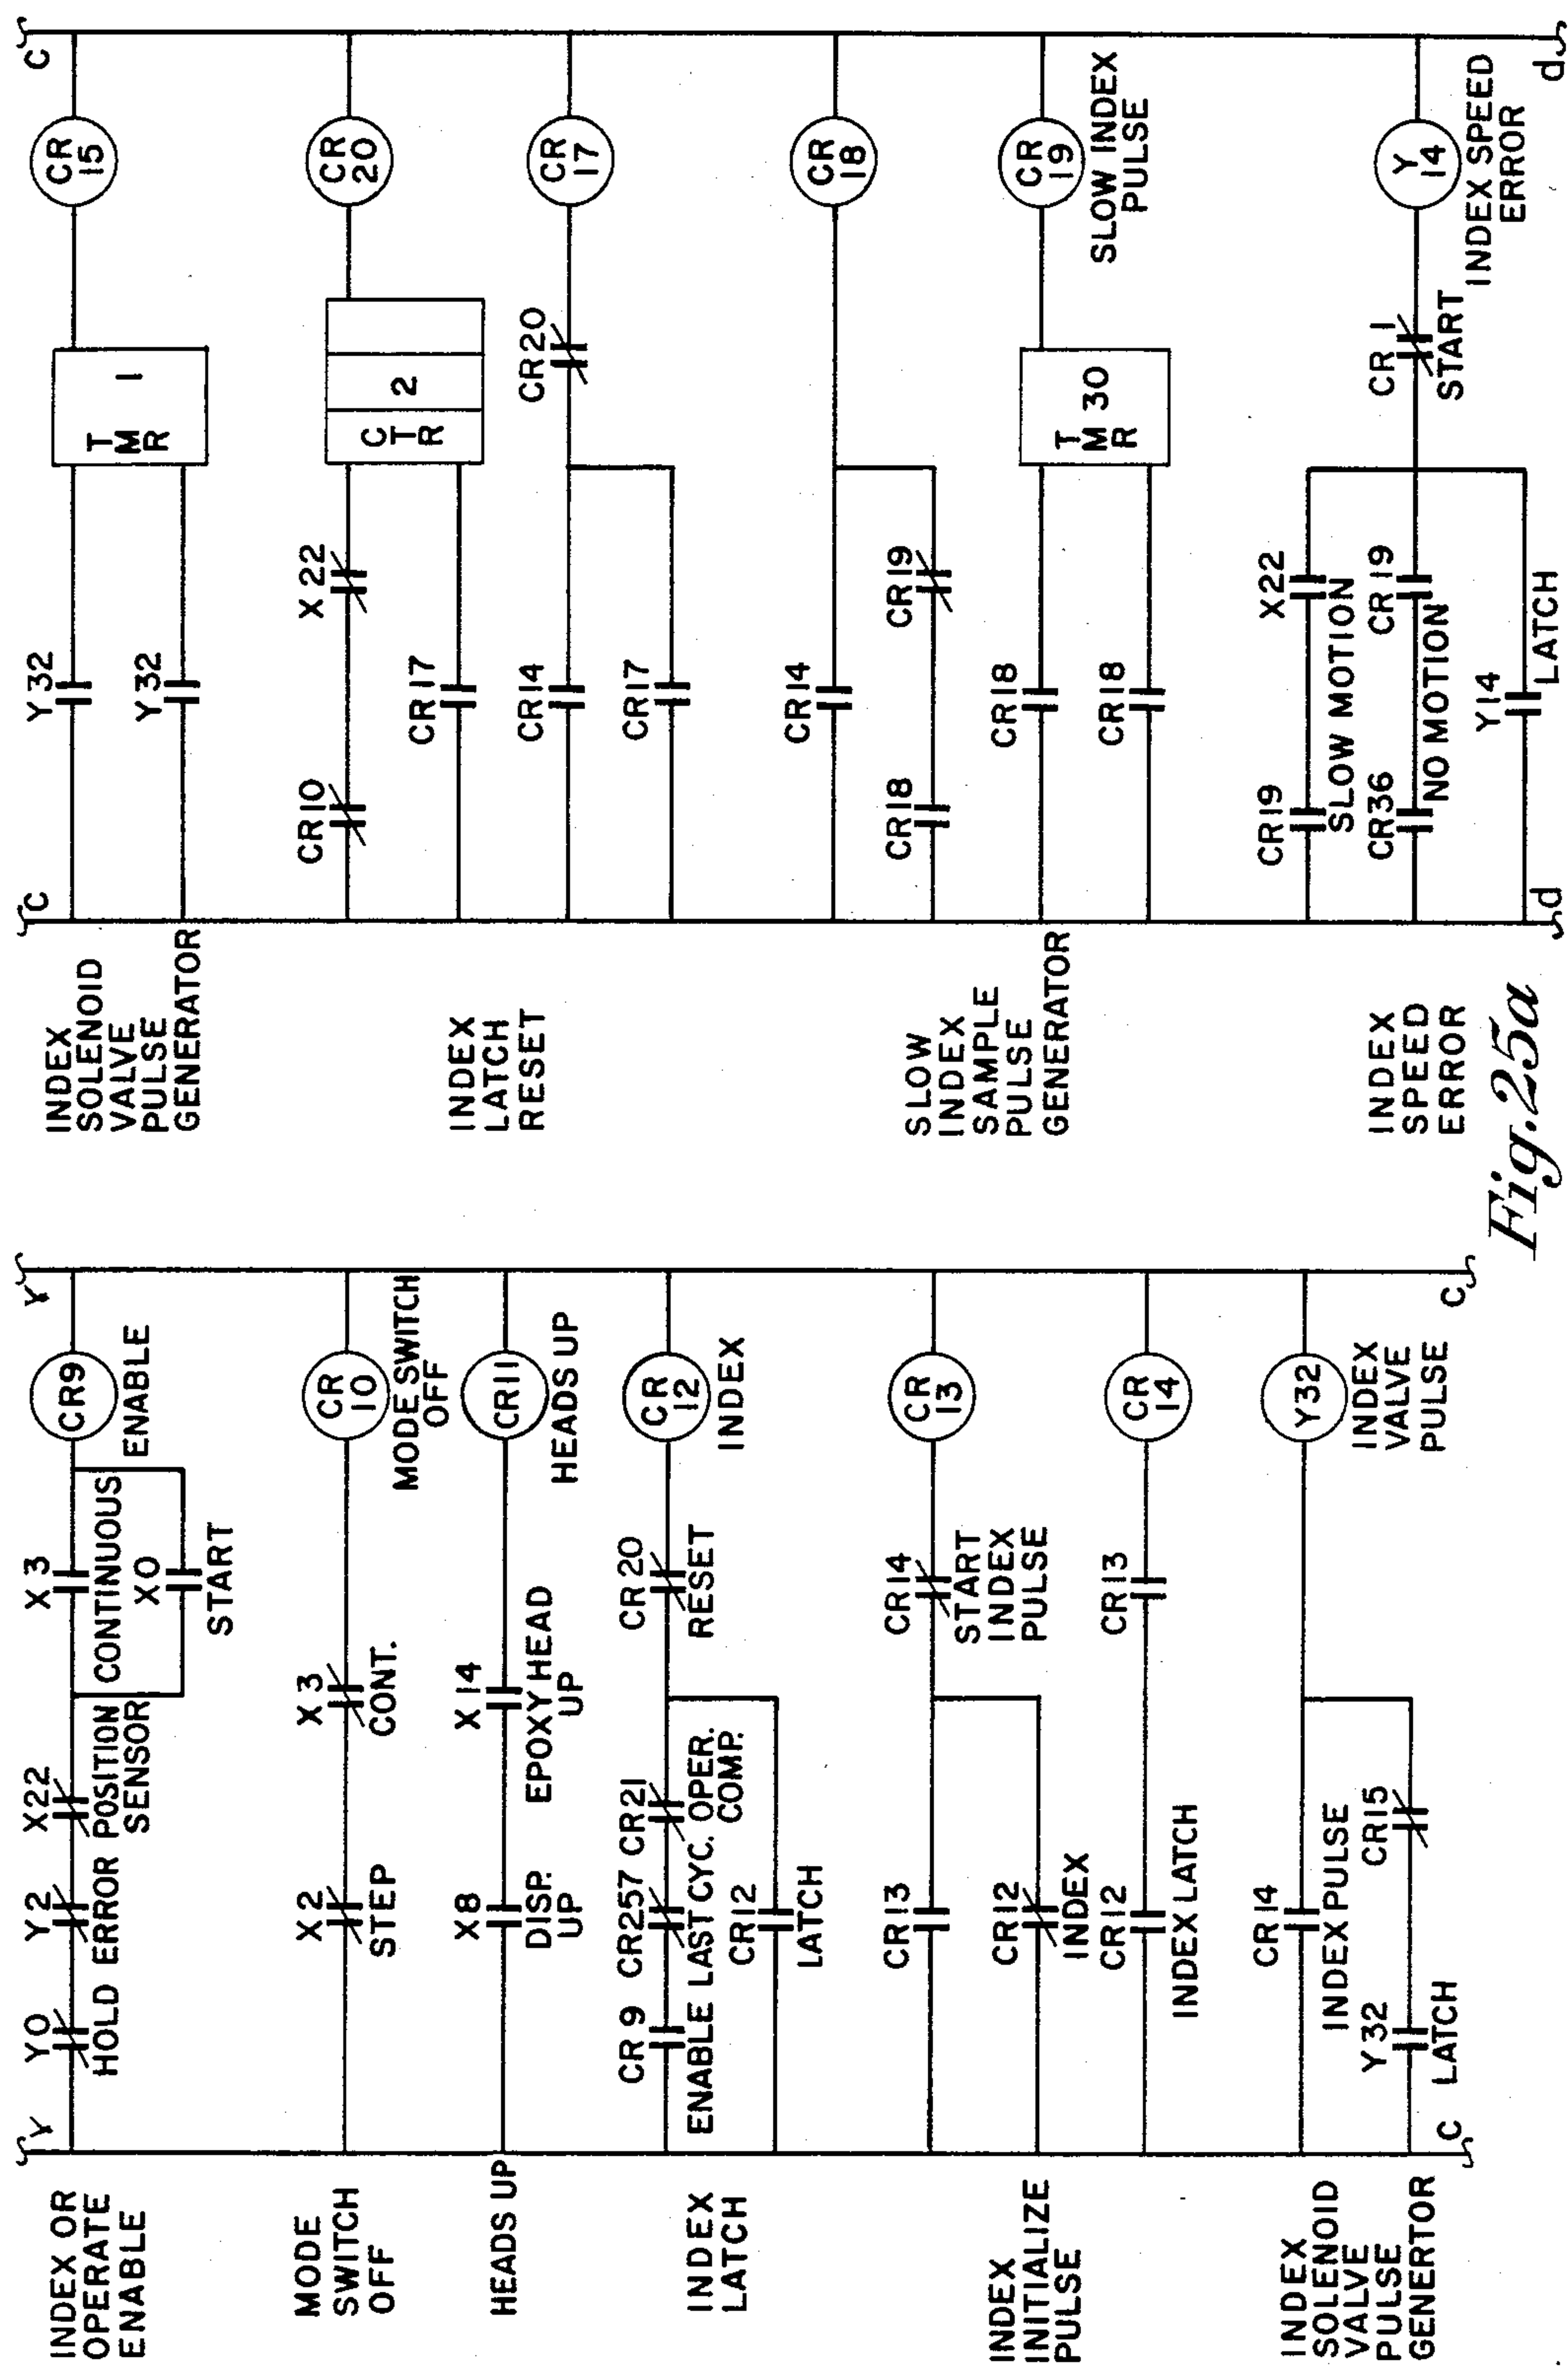 Y
Y
INDEX OR
OPERATE
ENABLE
Y0
Y2
X22
X 3
CR9
HOLD ERROR POSITION CONTINUOUS
SENSOR
X0
START
ENABLE
MODE
SWITCH
OFF
X 2
STEP
X 3
CONT.
CR
10
MODE SWITCH
OFF
HEADS UP
X8
DISP.
UP
X 14
EPOXY HEAD
UP
CR11
HEADS UP
INDEX
LATCH
CR 9
CR257
CR21
CR 20
RESET
CR
12
INDEX
ENABLE LAST CYC. OPER.
COMP.
CR12
LATCH
INDEX
INITIALIZE
PULSE
CR13
CR14
START
INDEX
PULSE
CR
13
CR12
INDEX
CR12
INDEX LATCH
CR13
CR
14
INDEX
SOLENOID
VALVE
PULSE
GENERTOR
CR14
INDEX PULSE
Y32
INDEX
VALVE
PULSE
Y32
LATCH
CR15
C
C
C
C
INDEX
SOLENOID
VALVE
PULSE
GENERATOR
Y32
Y32
T
M
R
1
CR
15
INDEX
LATCH
RESET
CR10
X 22
CR17
C
T
R
2
CR
20
CR14
CR17
CR20
CR
17
SLOW
INDEX
SAMPLE
PULSE
GENERATOR
CR14
CR18
CR19
CR
18
CR18
CR18
T
M
R
30
CR
19
SLOW INDEX
PULSE
INDEX
SPEED
ERROR
CR19
X22
SLOW MOTION
CR36
CR 19
NO MOTION
Y14
LATCH
CR 1
START
Y
14
INDEX SPEED
ERROR
d
d
Fig.25a